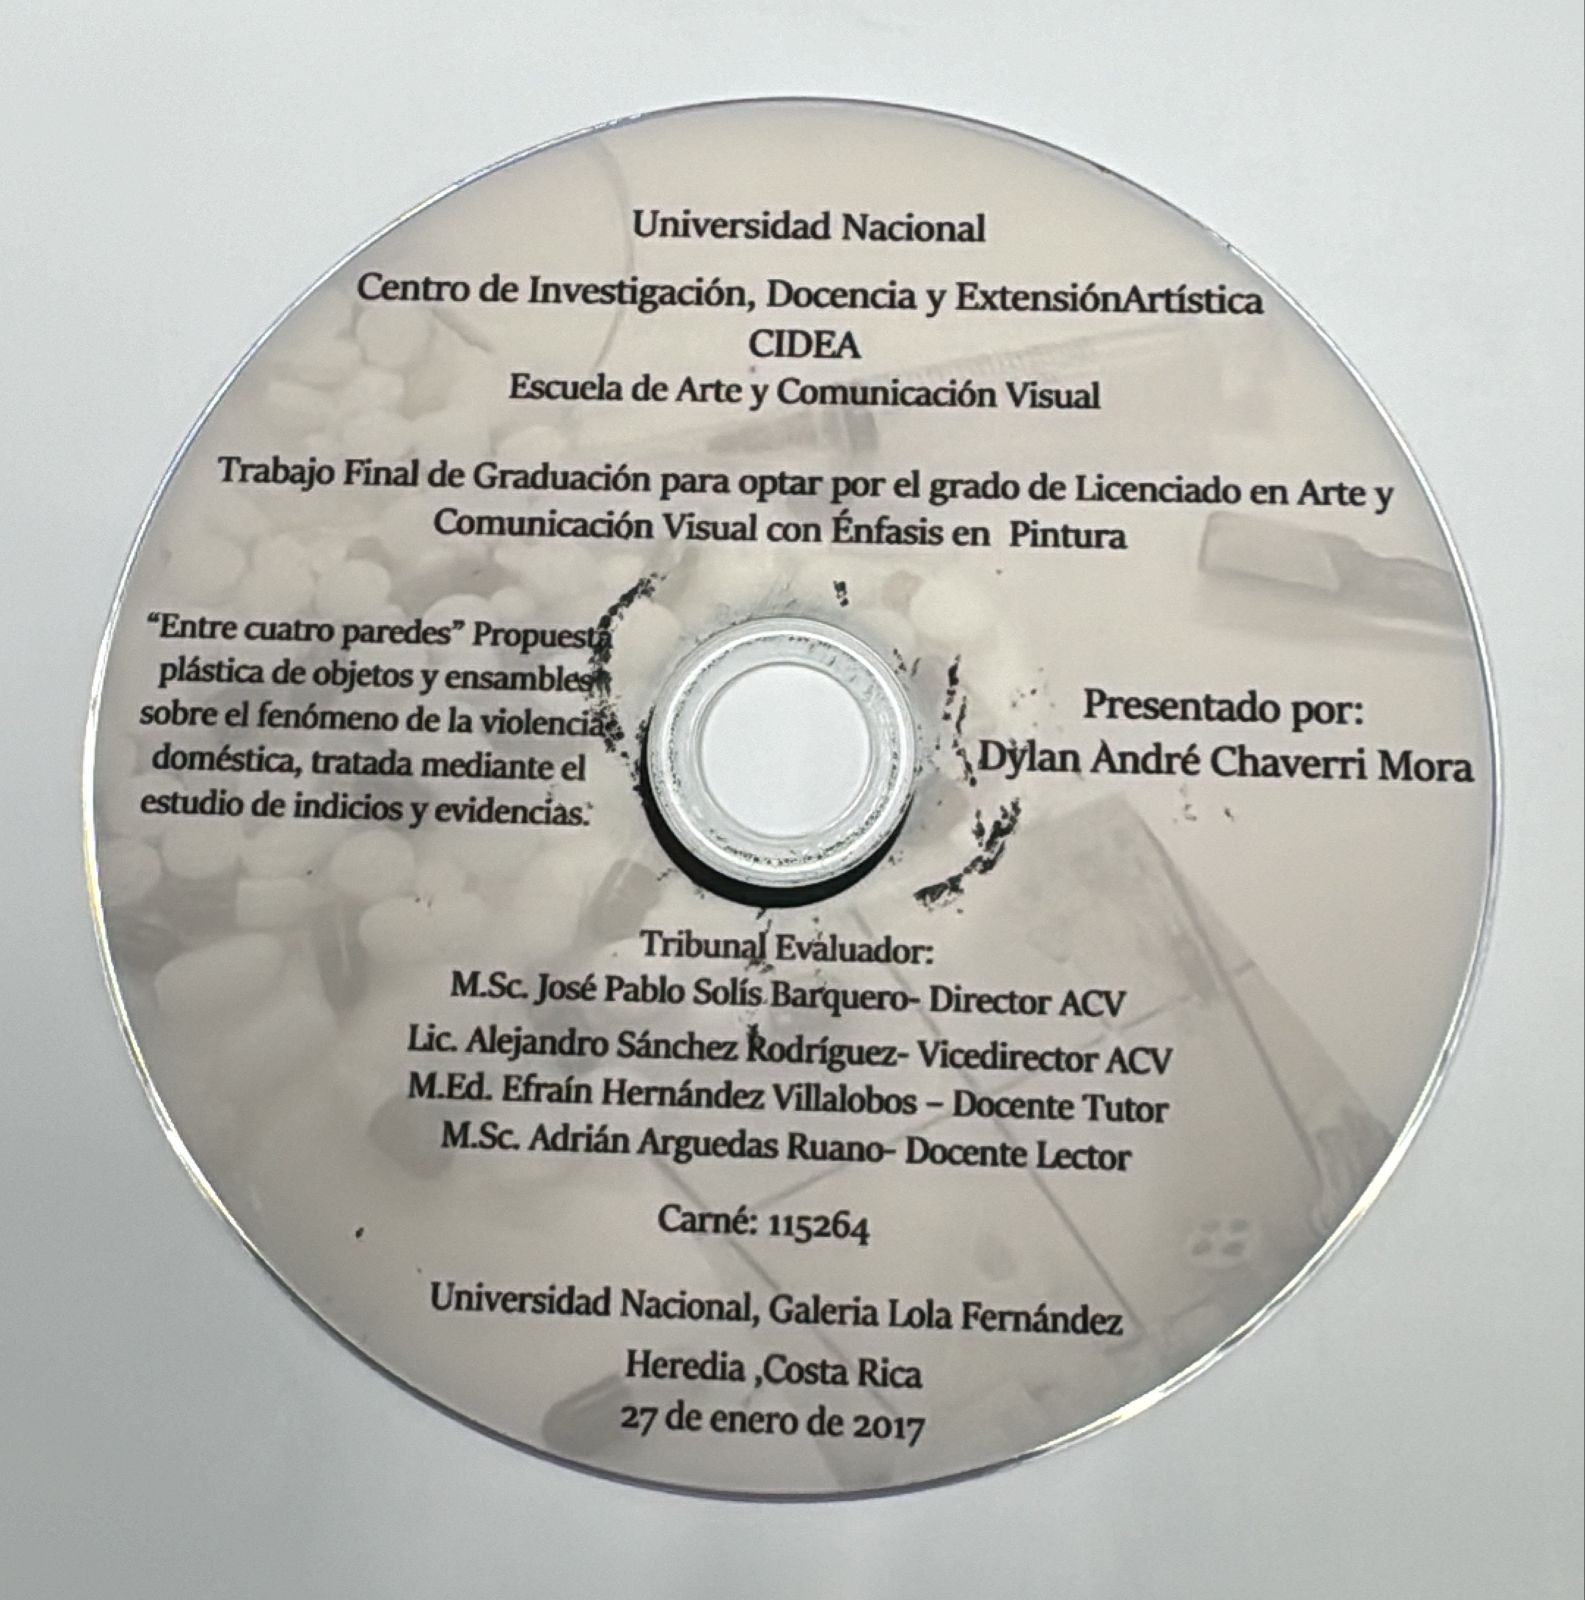 Universidad Nacional
Centro de Investigación, Docencia y ExtensiónArtística
CIDEA
Escuela de Arte y Comunicación Visual
Trabajo Final de Graduación para optar por el grado de Licenciado en Arte y
Comunicación Visual con Énfasis en Pintura
“Entre cuatro paredes” Propuesta
plástica de objetos y ensambles
sobre el fenómeno de la violencia
doméstica, tratada mediante el
estudio de indicios y evidencias.
Presentado por:
Dylan André Chaverri Mora
Tribunal Evaluador:
M.Sc. José Pablo Solís Barquero- Director ACV
Lic. Alejandro Sánchez Rodríguez- Vicedirector ACV
M.Ed. Efraín Hernández Villalobos – Docente Tutor
M.Sc. Adrián Arguedas Ruano- Docente Lector
Carné: 115264
Universidad Nacional, Galeria Lola Fernández
Heredia ,Costa Rica
27 de enero de 2017